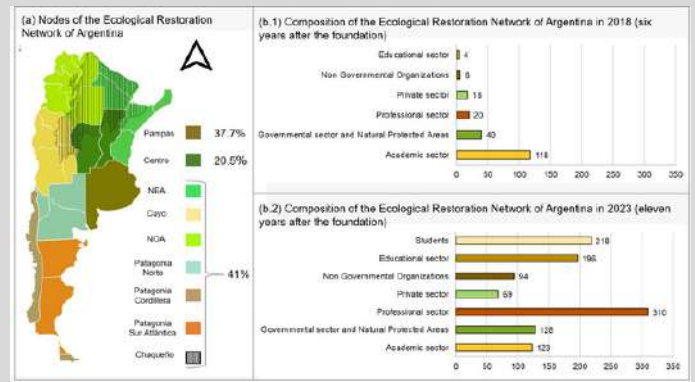 (a) Nodes of the Ecological Restoration
Network of Argentina
Pampas
37.7%
Centro
20.5%
NEA
Cuyo
NOA
Patagonia
Norte
41%
Patagonia
Cordillera
Patagonia
Sur Atlántica
Chaqueño
(b.1) Composition of the Ecological Restoration Network of Argentina in 2018 (six
years after the foundation)
Educational sector
4
Non Governmental Organizations
6
Private sector
18
Professional sector
20
Governmental sector and Natural Protected Areas
40
Academic sector
118
0 50 100 150 200 250 300 350
(b.2) Composition of the Ecological Restoration Network of Argentina in 2023 (eleven
years after the foundation)
Students
218
Educational sector
196
Non Governmental Organizations
94
Private sector
69
Professional sector
310
Governmental sector and Natural Protected Areas
128
Academic sector
123
0 50 100 150 200 250 300 350